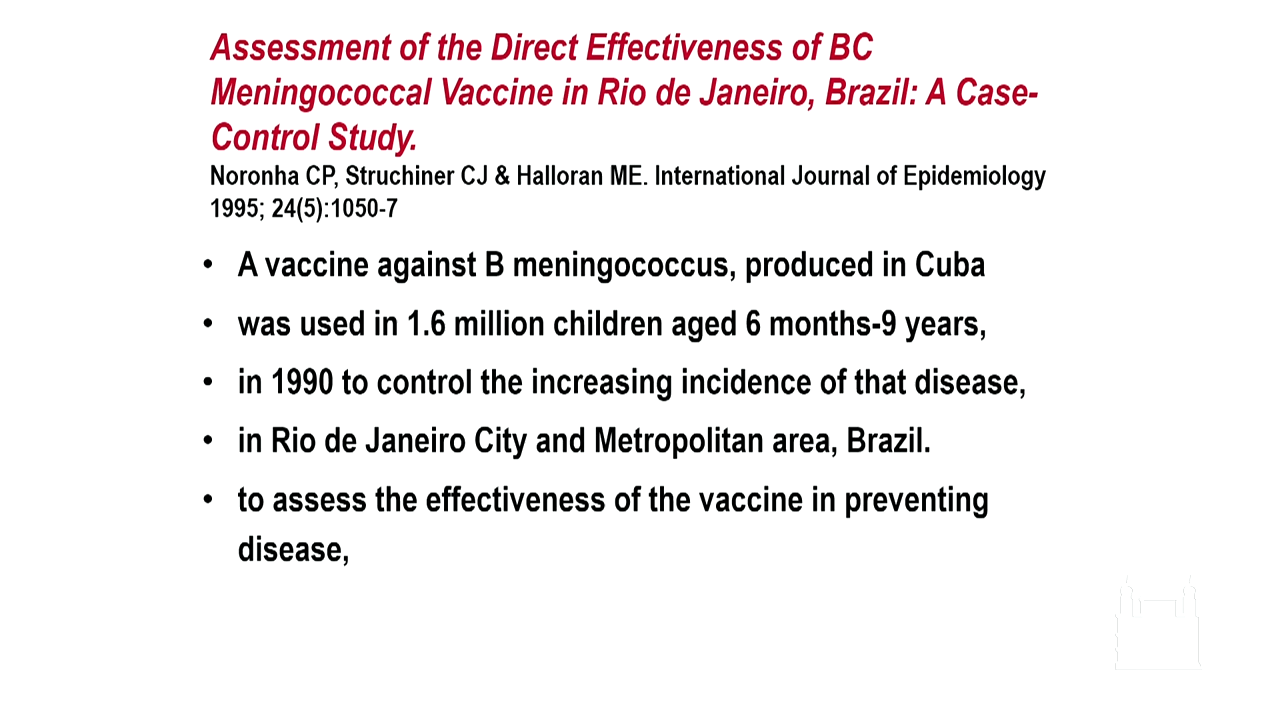 Assessment of the Direct Effectiveness of BC
Meningococcal Vaccine in Rio de Janeiro, Brazil: A Case-
Control Study.
Noronha CP, Struchiner CJ & Halloran ME. International Journal of Epidemiology
1995; 24(5):1050-7
• A vaccine against B meningococcus, produced in Cuba
• was used in 1.6 million children aged 6 months-9 years,
• in 1990 to control the increasing incidence of that disease,
• in Rio de Janeiro City and Metropolitan area, Brazil.
• to assess the effectiveness of the vaccine in preventing
disease,